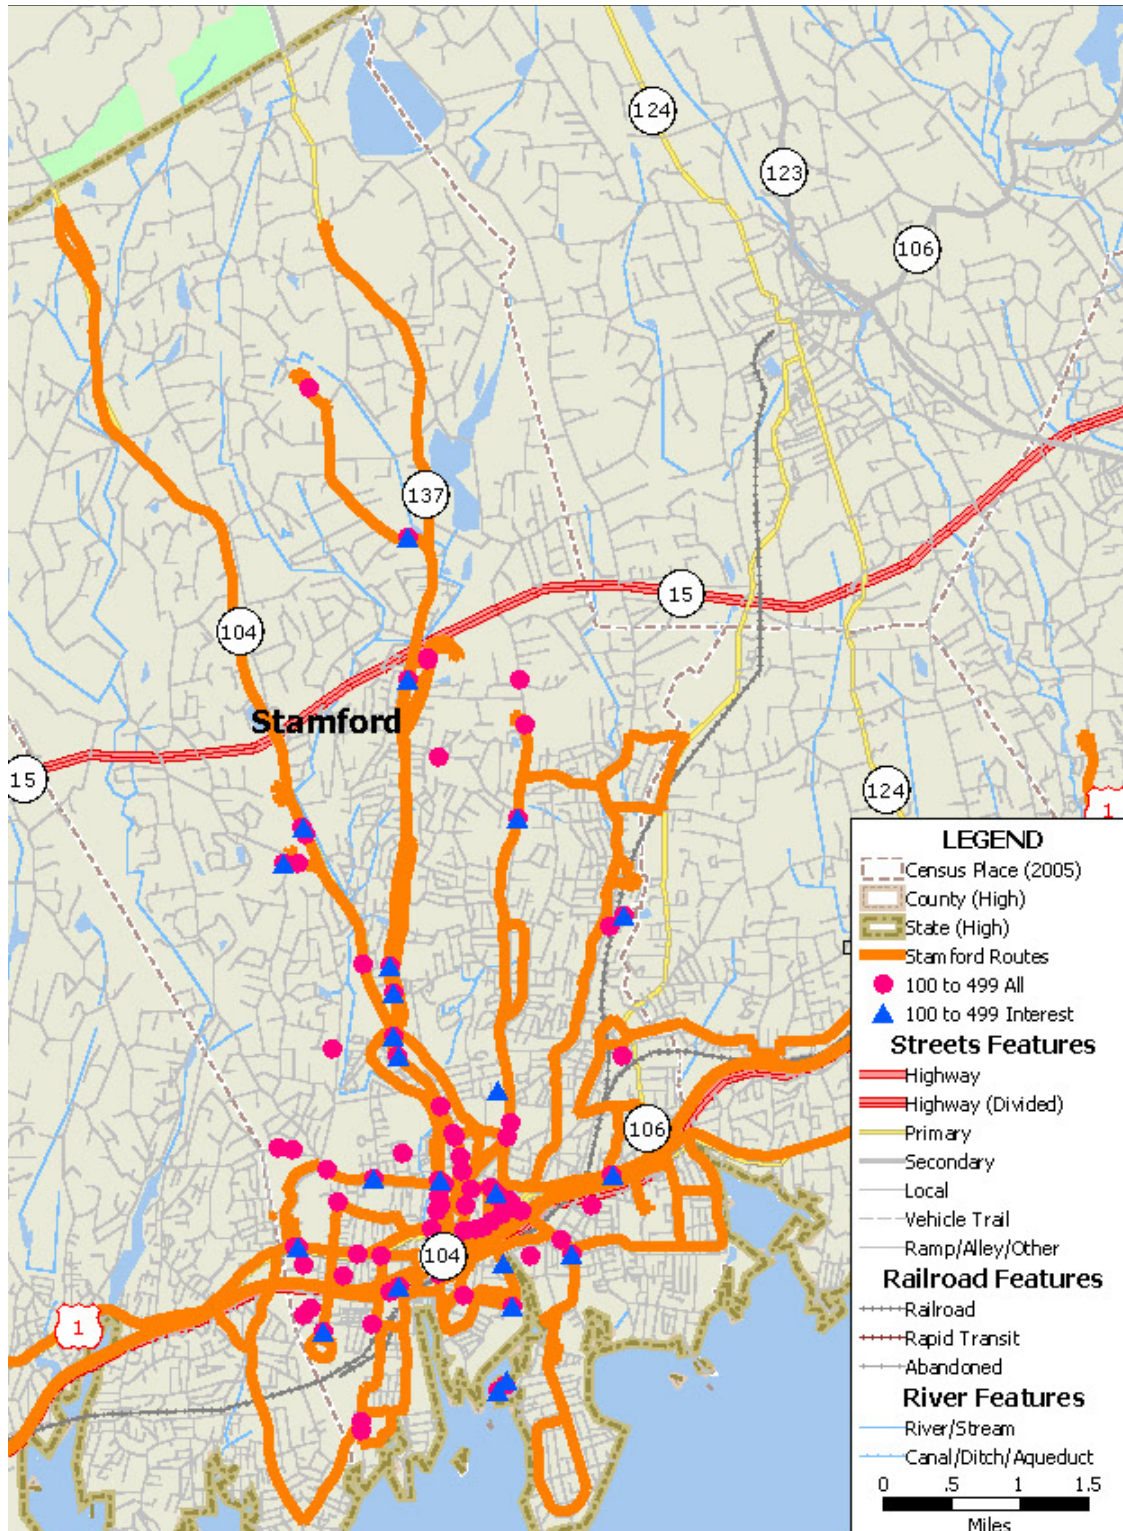 124
123
106
137
15
104
Stamford
15
124
1
LEGEND
Census Place (2005)
County (High)
State (High)
Stamford Routes
100 to 499 All
100 to 499 Interest
Streets Features
Highway
Highway (Divided)
Primary
Secondary
Local
Vehicle Trail
Ramp/Alley/Other
Railroad Features
Railroad
Rapid Transit
Abandoned
River Features
River/Stream
Canal/Ditch/Aqueduct
0 .5 1 1.5
Miles
106
104
1